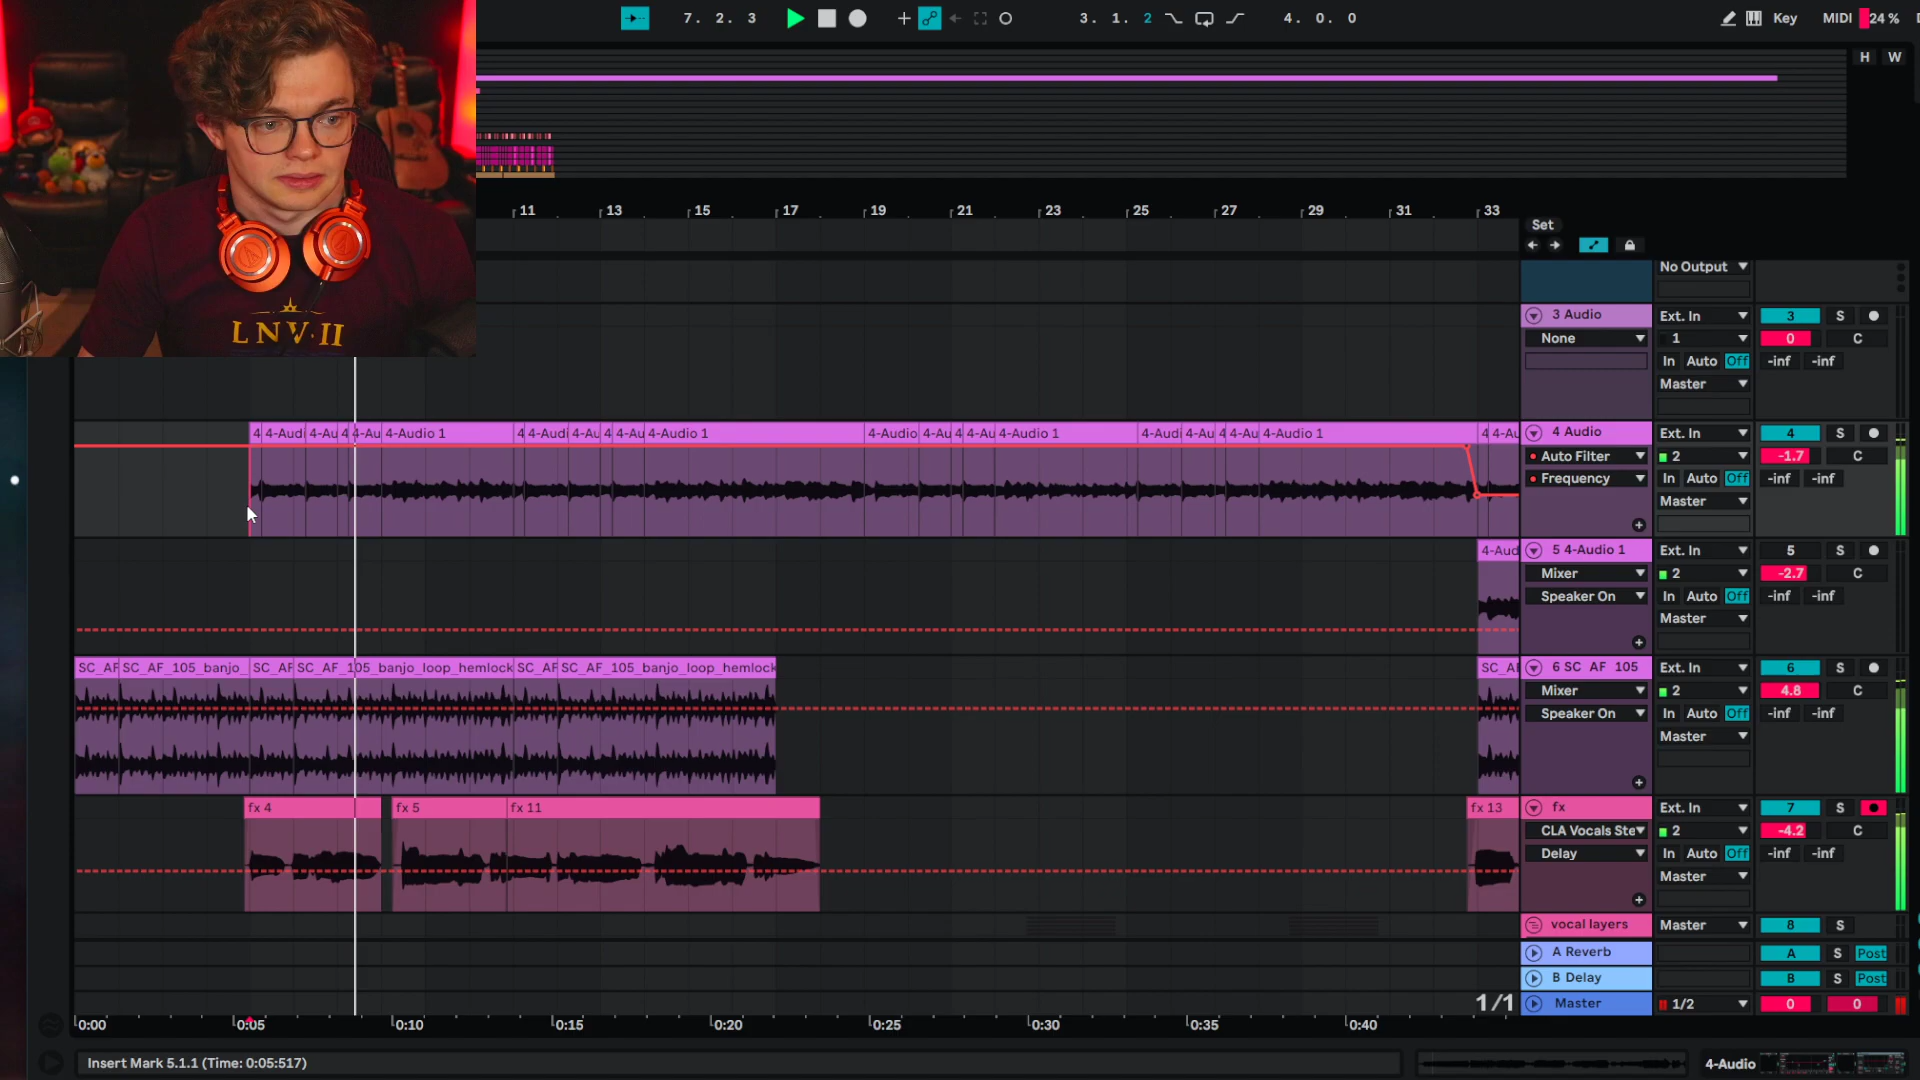 7. 2. 3
3. 1. 2
4. 0. 0
Key
MIDI
24 %
H W
LNV·II
11 13 15 17 19 21 23 25 27 29 31 33
Set
No Output
3 Audio
Ext. In
3
S
None
1
0
C
In Auto Off
-inf -inf
Master
4 4-Audi 4-Au 4 4-Au 4-Audio 1 4 4-Audi 4-Au 4 4-Au 4-Audio 1 4-Audio 4-Au 4 4-Au 4-Audio 1 4-Audi 4-Au 4 4-Au 4-Audio 1 4 4-Au
4 Audio
Ext. In
4
S
Auto Filter
2
-1.7
C
Frequency
In Auto Off
-inf -inf
Master
4-Aud
5 4-Audio 1
Ext. In
5
S
Mixer
2
-2.7
C
Speaker On
In Auto Off
-inf -inf
Master
SC_AF SC_AF_105_banjo SC_AF SC_AF_105_banjo_loop_hemlock SC_AF SC_AF_105_banjo_loop_hemlock SC_AF
6 SC_AF_105
Ext. In
6
S
Mixer
2
4.8
C
Speaker On
In Auto Off
-inf -inf
Master
fx 4 fx 5 fx 11 fx 13
fx
Ext. In
7
S
CLA Vocals Ste
2
-4.2
C
Delay
In Auto Off
-inf -inf
Master
vocal layers
Master
8
S
A Reverb
A
S
Post
B Delay
B
S
Post
1/1
Master
1/2
0
0
0:00 0:05 0:10 0:15 0:20 0:25 0:30 0:35 0:40
Insert Mark 5.1.1 (Time: 0:05:517)
4-Audio